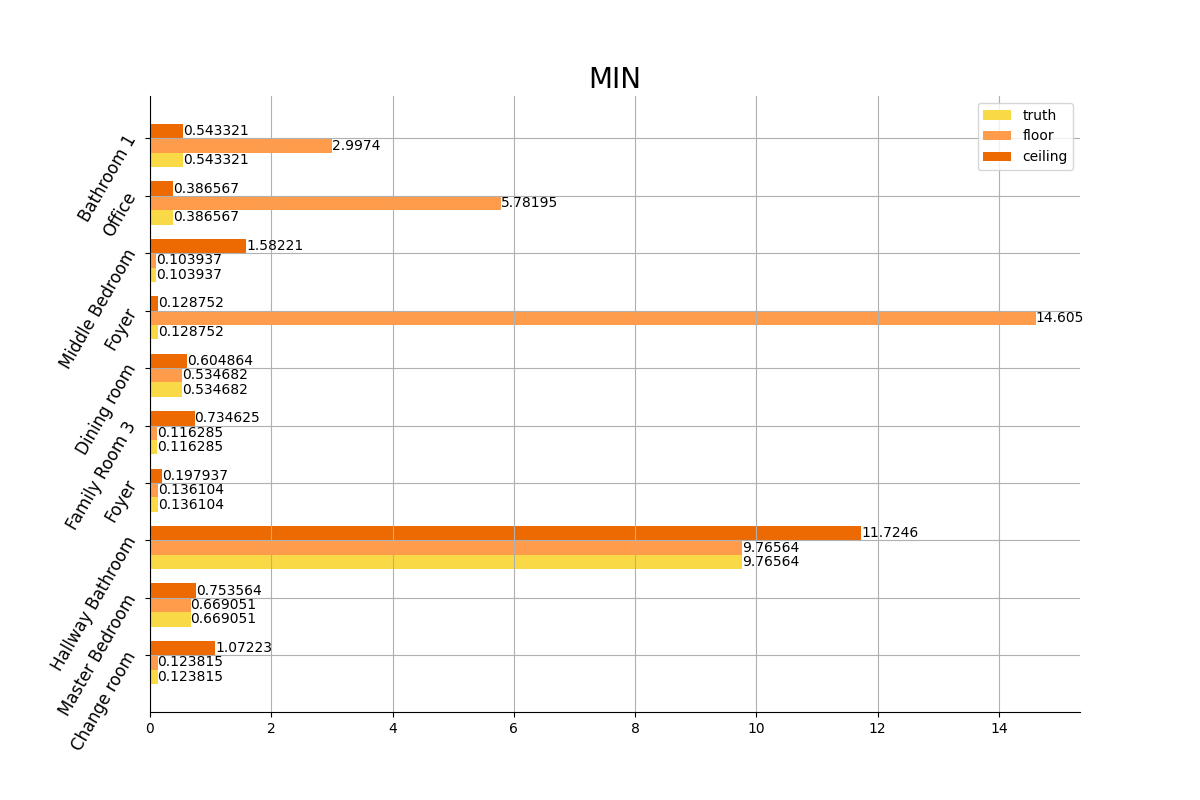 MIN
truth
floor
ceiling
Bathroom 1
0.543321
2.9974
0.543321
Office
0.386567
5.78195
0.386567
Middle Bedroom
1.58221
0.103937
0.103937
Foyer
0.128752
14.605
0.128752
Dining room
0.604864
0.534682
0.534682
Family Room 3
0.734625
0.116285
0.116285
Foyer
0.197937
0.136104
0.136104
Hallway Bathroom
11.7246
9.76564
9.76564
Master Bedroom
0.753564
0.669051
0.669051
Change room
1.07223
0.123815
0.123815
0 2 4 6 8 10 12 14